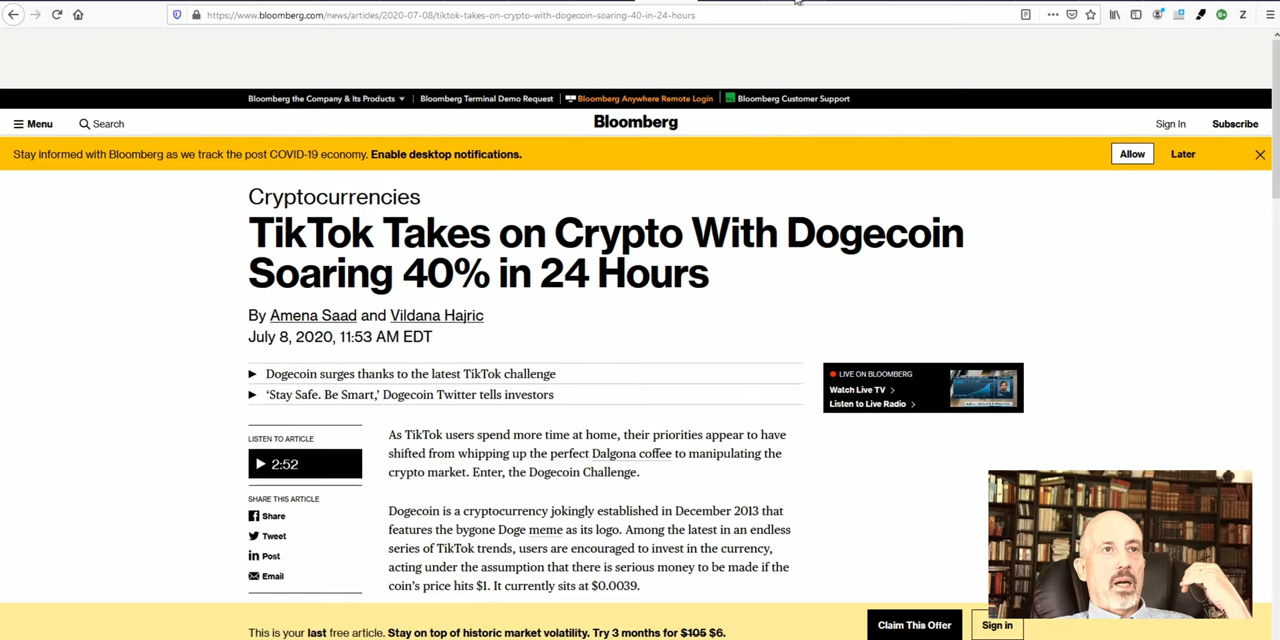 https://www.bloomberg.com/news/articles/2020-07-08/tiktok-takes-on-crypto-with-dogecoin-soaring-40-in-24-hours
Z
Bloomberg the Company & Its Products
Bloomberg Terminal Demo Request
Bloomberg Anywhere Remote Login
Bloomberg Customer Support
Menu
Search
Bloomberg
Sign In
Subscribe
Stay informed with Bloomberg as we track the post COVID-19 economy. Enable desktop notifications.
Allow
Later
Cryptocurrencies
TikTok Takes on Crypto With Dogecoin
Soaring 40% in 24 Hours
By Amena Saad and Vildana Hajric
July 8, 2020, 11:53 AM EDT
Dogecoin surges thanks to the latest TikTok challenge
‘Stay Safe. Be Smart,’ Dogecoin Twitter tells investors
LIVE ON BLOOMBERG
Watch Live TV
Listen to Live Radio
LISTEN TO ARTICLE
2:52
SHARE THIS ARTICLE
Share
Tweet
Post
Email
As TikTok users spend more time at home, their priorities appear to have
shifted from whipping up the perfect Dalgona coffee to manipulating the
crypto market. Enter, the Dogecoin Challenge.
Dogecoin is a cryptocurrency jokingly established in December 2013 that
features the bygone Doge meme as its logo. Among the latest in an endless
series of TikTok trends, users are encouraged to invest in the currency,
acting under the assumption that there is serious money to be made if the
coin’s price hits $1. It currently sits at $0.0039.
This is your last free article. Stay on top of historic market volatility. Try 3 months for $105 $6.
Claim This Offer
Sign in